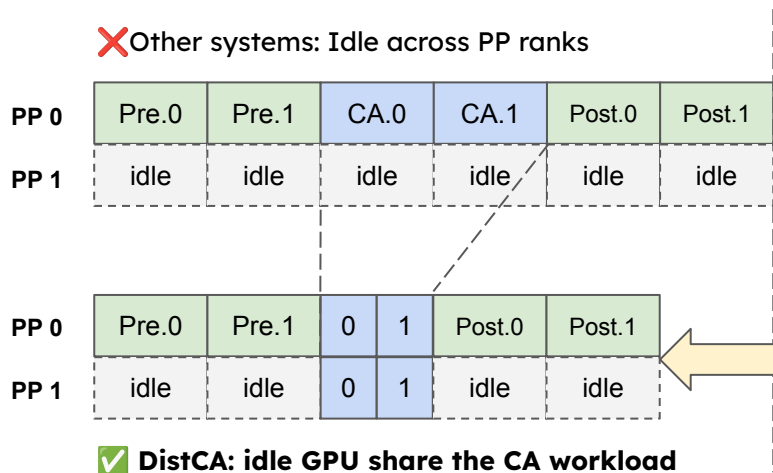 ❌Other systems: Idle across PP ranks
PP 0 Pre.0 Pre.1 CA.0 CA.1 Post.0 Post.1
PP 1 idle idle idle idle idle idle
PP 0 Pre.0 Pre.1 0 1 Post.0 Post.1
PP 1 idle idle 0 1 idle idle
✅ DistCA: idle GPU share the CA workload